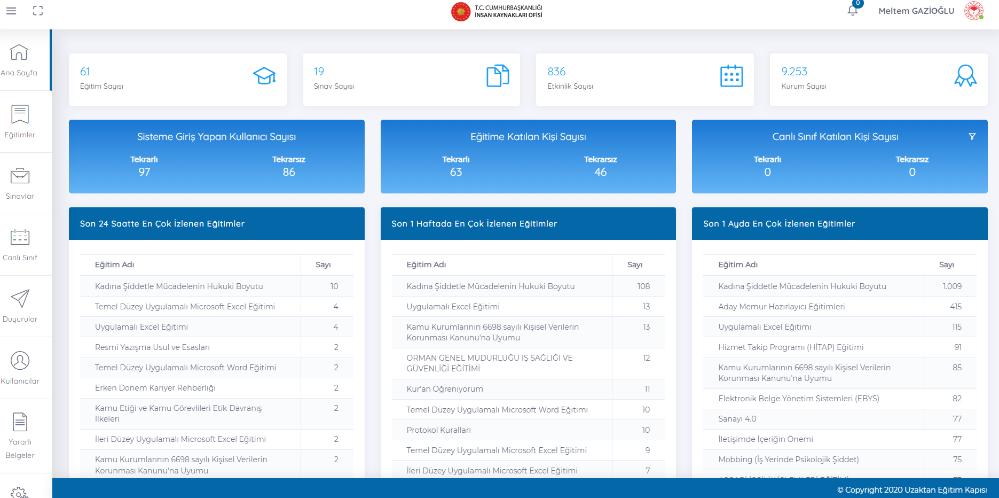 T.C. CUMHURBAŞKANLIĞI
İNSAN KAYNAKLARI OFİSİ
0
Meltem GAZİOĞLU
Ana Sayfa
Eğitimler
Sınavlar
Canlı Sınıf
Duyurular
Kullanıcılar
Yararlı
Belgeler
61
Eğitim Sayısı
19
Sınav Sayısı
836
Etkinlik Sayısı
9.253
Kurum Sayısı
Sisteme Giriş Yapan Kullanıcı Sayısı
Tekrarlı Tekrarsız
97 86
Eğitime Katılan Kişi Sayısı
Tekrarlı Tekrarsız
63 46
Canlı Sınıf Katılan Kişi Sayısı
Tekrarlı Tekrarsız
0 0
Son 24 Saatte En Çok İzlenen Eğitimler
Eğitim Adı Sayı
Kadına Şiddetle Mücadelenin Hukuki Boyutu 10
Temel Düzey Uygulamalı Microsoft Excel Eğitimi 4
Uygulamalı Excel Eğitimi 4
Resmî Yazışma Usul ve Esasları 2
Temel Düzey Uygulamalı Microsoft Word Eğitimi 2
Erken Dönem Kariyer Rehberliği 2
Kamu Etiği ve Kamu Görevlileri Etik Davranış 2
İlkeleri
İleri Düzey Uygulamalı Microsoft Excel Eğitimi 2
Kamu Kurumlarının 6698 sayılı Kişisel Verilerin 2
Korunması Kanunu'na Uyumu
Son 1 Haftada En Çok İzlenen Eğitimler
Eğitim Adı Sayı
Kadına Şiddetle Mücadelenin Hukuki Boyutu 108
Uygulamalı Excel Eğitimi 13
Kamu Kurumlarının 6698 sayılı Kişisel Verilerin 13
Korunması Kanunu'na Uyumu
ORMAN GENEL MÜDÜRLÜĞÜ İŞ SAĞLIĞI VE 12
GÜVENLİĞİ EĞİTİMİ
Kur'an Öğreniyorum 11
Temel Düzey Uygulamalı Microsoft Word Eğitimi 10
Protokol Kuralları 10
Temel Düzey Uygulamalı Microsoft Excel Eğitimi 9
İleri Düzey Uygulamalı Microsoft Excel Eğitimi 7
Son 1 Ayda En Çok İzlenen Eğitimler
Eğitim Adı Sayı
Kadına Şiddetle Mücadelenin Hukuki Boyutu 1.009
Aday Memur Hazırlayıcı Eğitimleri 415
Uygulamalı Excel Eğitimi 115
Hizmet Takip Programı (HİTAP) Eğitimi 91
Kamu Kurumlarının 6698 sayılı Kişisel Verilerin 85
Korunması Kanunu'na Uyumu
Elektronik Belge Yönetim Sistemleri (EBYS) 82
Sanayi 4.0 77
İletişimde İçeriğin Önemi 77
Mobbing (İş Yerinde Psikolojik Şiddet) 75
© Copyright 2020 Uzaktan Eğitim Kapısı